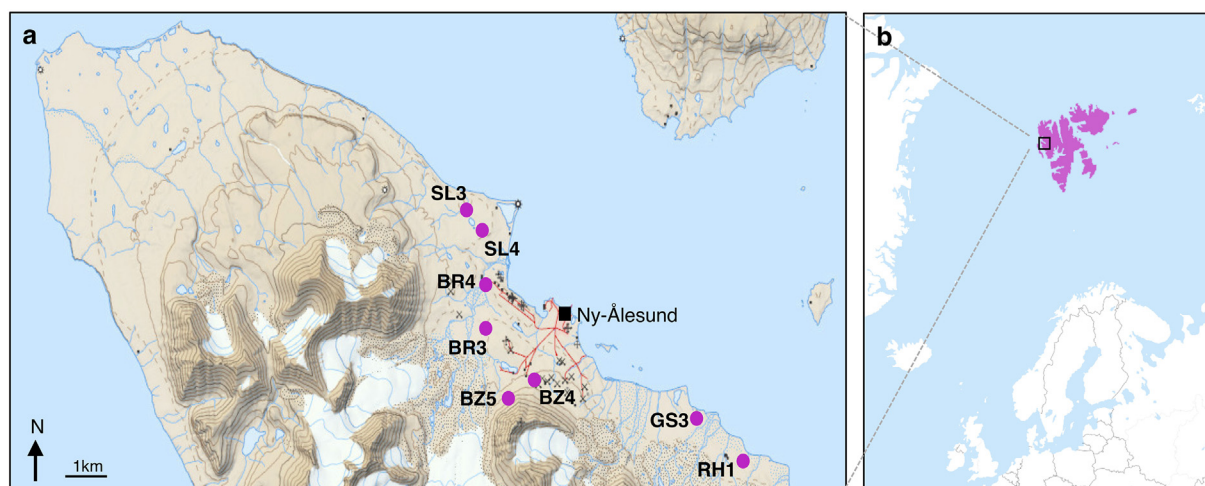 a
b
SL3
SL4
BR4
Ny-Ålesund
BR3
BZ5
BZ4
GS3
N
RH1
1km